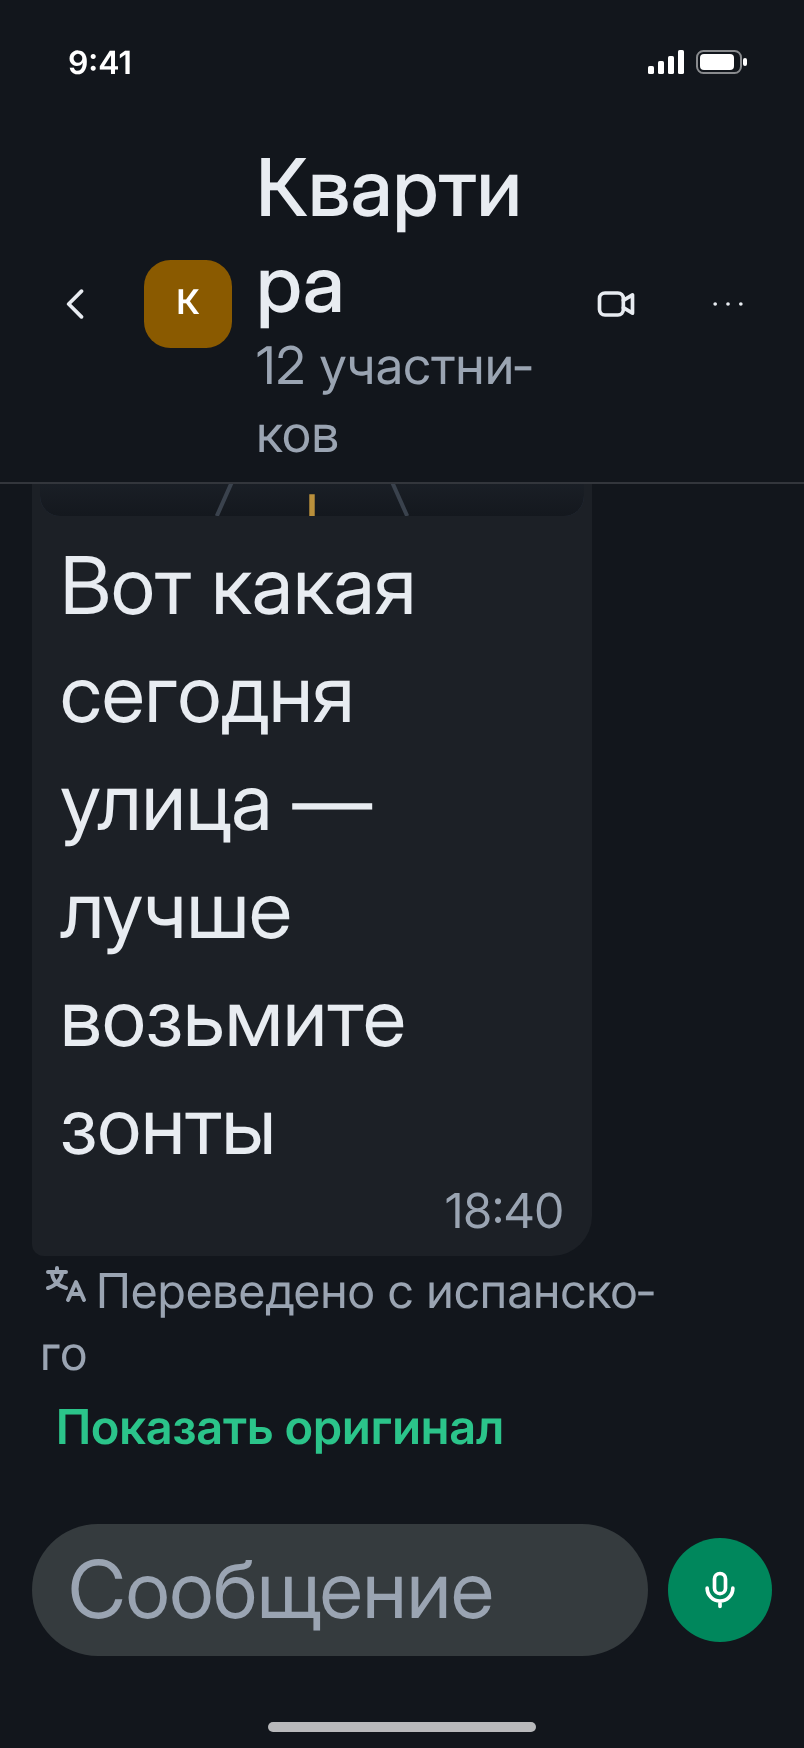 9:41
Кварти
ра
К
12 участни-
ков
Вот какая
сегодня
улица —
лучше
возьмите
зонты
18:40
Переведено с испанско-
го
Показать оригинал
Сообщение